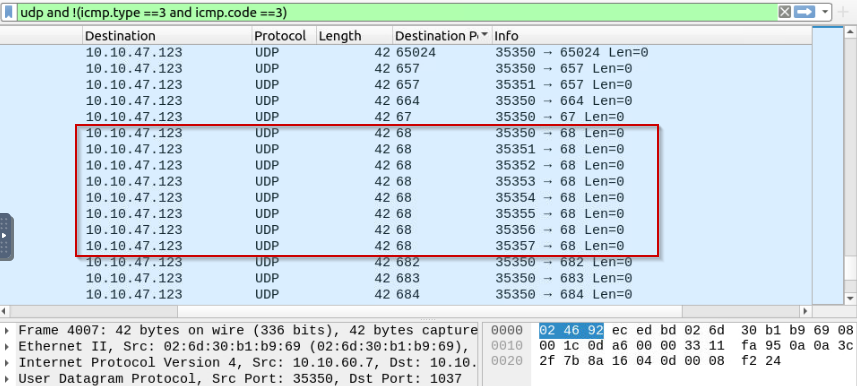 udp and !(icmp.type ==3 and icmp.code ==3)
Destination Protocol Length Destination P Info
10.10.47.123 UDP 42 65024 35350 → 65024 Len=0
10.10.47.123 UDP 42 657 35350 → 657 Len=0
10.10.47.123 UDP 42 657 35351 → 657 Len=0
10.10.47.123 UDP 42 664 35350 → 664 Len=0
10.10.47.123 UDP 42 67 35350 → 67 Len=0
10.10.47.123 UDP 42 68 35350 → 68 Len=0
10.10.47.123 UDP 42 68 35351 → 68 Len=0
10.10.47.123 UDP 42 68 35352 → 68 Len=0
10.10.47.123 UDP 42 68 35353 → 68 Len=0
10.10.47.123 UDP 42 68 35354 → 68 Len=0
10.10.47.123 UDP 42 68 35355 → 68 Len=0
10.10.47.123 UDP 42 68 35356 → 68 Len=0
10.10.47.123 UDP 42 68 35357 → 68 Len=0
10.10.47.123 UDP 42 682 35350 → 682 Len=0
10.10.47.123 UDP 42 683 35350 → 683 Len=0
10.10.47.123 UDP 42 684 35350 → 684 Len=0
Frame 4007: 42 bytes on wire (336 bits), 42 bytes capture
Ethernet II, Src: 02:6d:30:b1:b9:69 (02:6d:30:b1:b9:69),
Internet Protocol Version 4, Src: 10.10.60.7, Dst: 10.10.
User Datagram Protocol, Src Port: 35350, Dst Port: 1037
0000 02 46 92 ec ed bd 02 6d 30 b1 b9 69 08
0010 00 1c 0d a6 00 00 33 11 fa 95 0a 0a 3c
0020 2f 7b 8a 16 04 0d 00 08 f2 24